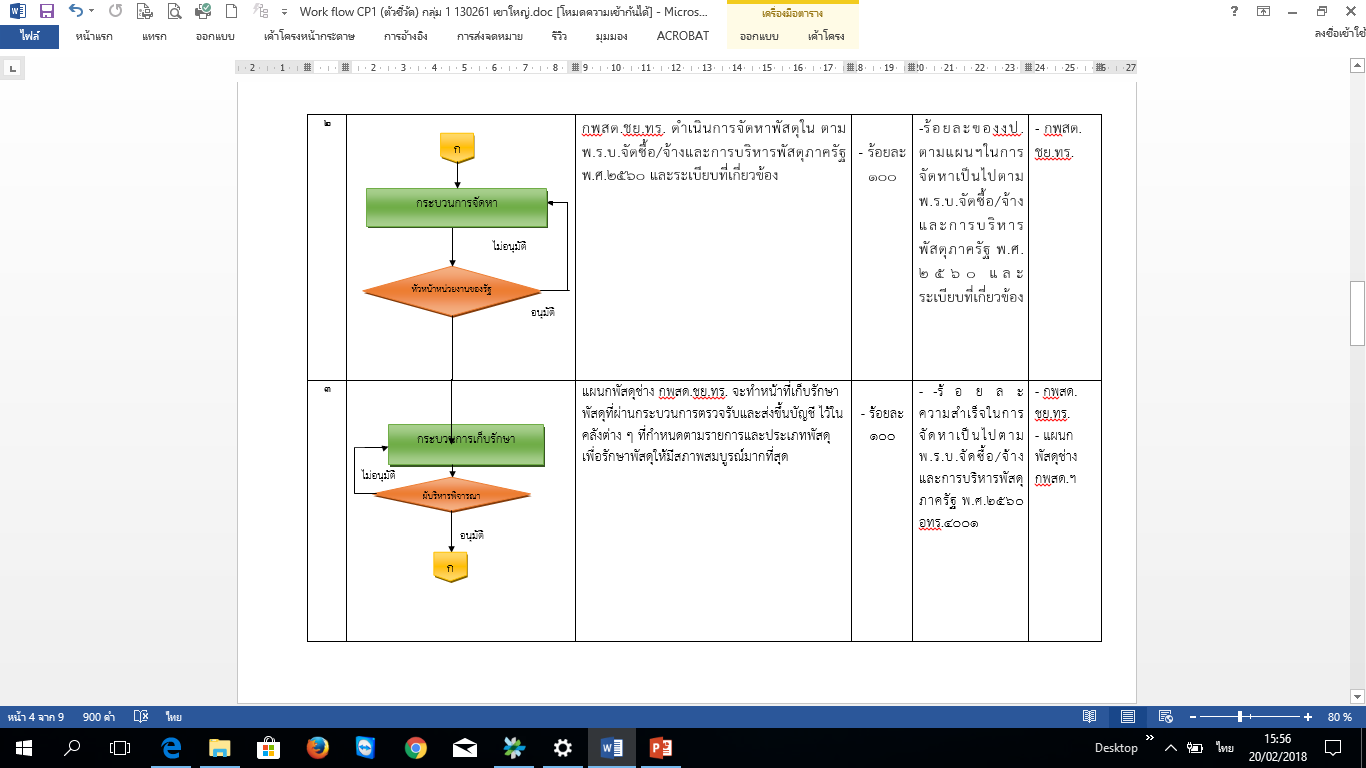 Work flow CP1 (ตัวชี้วัด) กลุ่ม 1 130261 เขาใหญ่.doc [โหมดความเข้ากันได้] - Micros...
เครื่องมือตาราง
?
ไฟล์ หน้าแรก แทรก ออกแบบ เค้าโครงหน้ากระดาษ การอ้างอิง การส่งจดหมาย รีวิว มุมมอง ACROBAT ออกแบบ เค้าโครง ลงชื่อเข้าใช้
2 1 2 3 4 5 6 7 8 9 10 11 12 13 14 15 16 17 18 19 20 21 22 23 24 25 26 27
๒
ก
กระบวนการจัดหา
ไม่อนุมัติ
หัวหน้าหน่วยงานของรัฐ
อนุมัติ
กพสต.ชย.ทร. ดำเนินการจัดหาพัสดุใน ตาม
พ.ร.บ.จัดซื้อ/จ้างและการบริหารพัสดุภาครัฐ
พ.ศ.๒๕๖๐ และระเบียบที่เกี่ยวข้อง
- ร้อยละ
๑๐๐
-ร้อยละของงป.
ตามแผนฯในการ
จัดหาเป็นไปตาม
พ.ร.บ.จัดซื้อ/จ้าง
และการบริหาร
พัสดุภาครัฐ พ.ศ.
๒๕๖๐ และ
ระเบียบที่เกี่ยวข้อง
- กพสต.
ชย.ทร.
๓
กระบวนการเก็บรักษา
ไม่อนุมัติ
ผู้บริหารพิจารณา
อนุมัติ
ก
แผนกพัสดุช่าง กพสต.ชย.ทร. จะทำหน้าที่เก็บรักษา
พัสดุที่ผ่านกระบวนการตรวจรับและส่งขึ้นบัญชี ไว้ใน
คลังต่าง ๆ ที่กำหนดตามรายการและประเภทพัสดุ
เพื่อรักษาพัสดุให้มีสภาพสมบูรณ์มากที่สุด
- ร้อยละ
๑๐๐
- -ร้อยละ
ความสำเร็จในการ
จัดหาเป็นไปตาม
พ.ร.บ.จัดซื้อ/จ้าง
และการบริหารพัสดุ
ภาครัฐ พ.ศ.๒๕๖๐
อทร.๔๐๐๑
- กพสต.
ชย.ทร.
- แผนก
พัสดุช่าง
กพสต.ฯ
หน้า 4 จาก 9 900 คำ ไทย 80 %
Desktop ไทย 15:56
20/02/2018